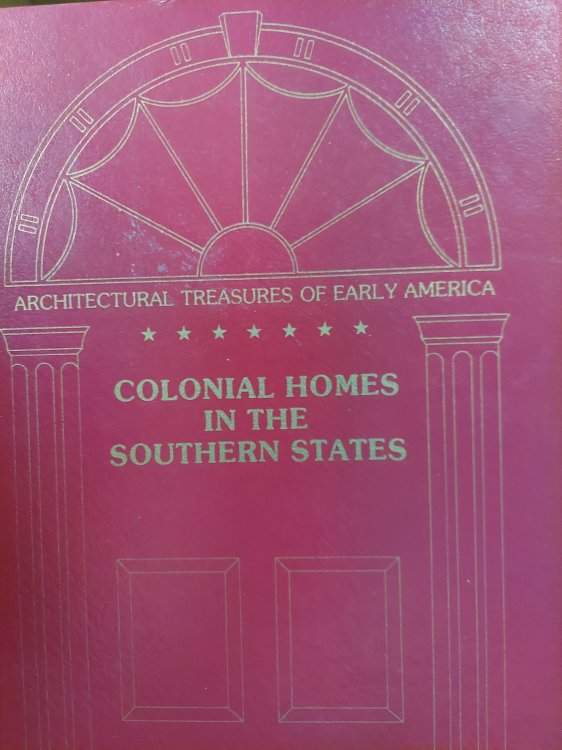 ARCHITECTURAL TREASURES OF EARLY AMERICA
COLONIAL HOMES
IN THE
SOUTHERN STATES